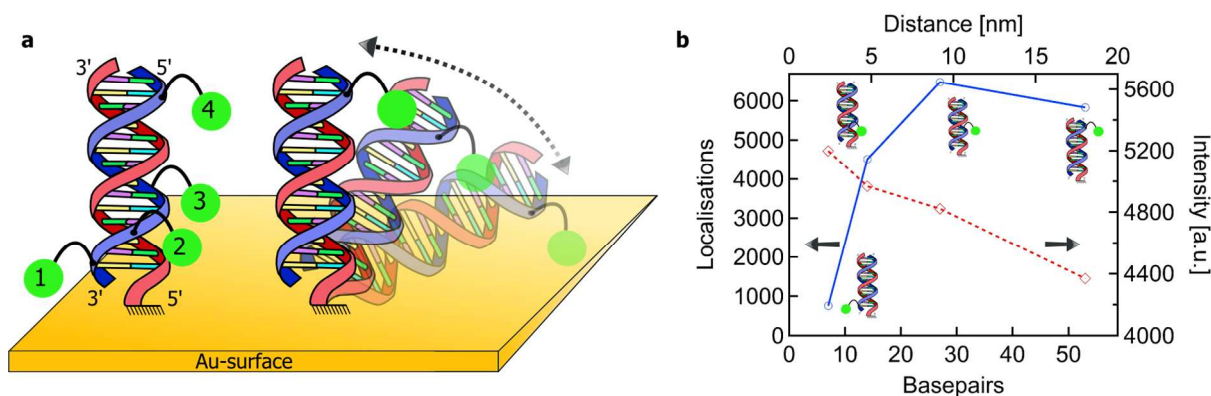 a
3' 5'
4
3
2
1
3' 5'
Au-surface
b
Distance [nm]
0 5 10 15 20
Localisations
6000
5000
4000
3000
2000
1000
0
5600
5200
4800
4400
4000
Intensity [a.u.]
0 10 20 30 40 50
Basepairs